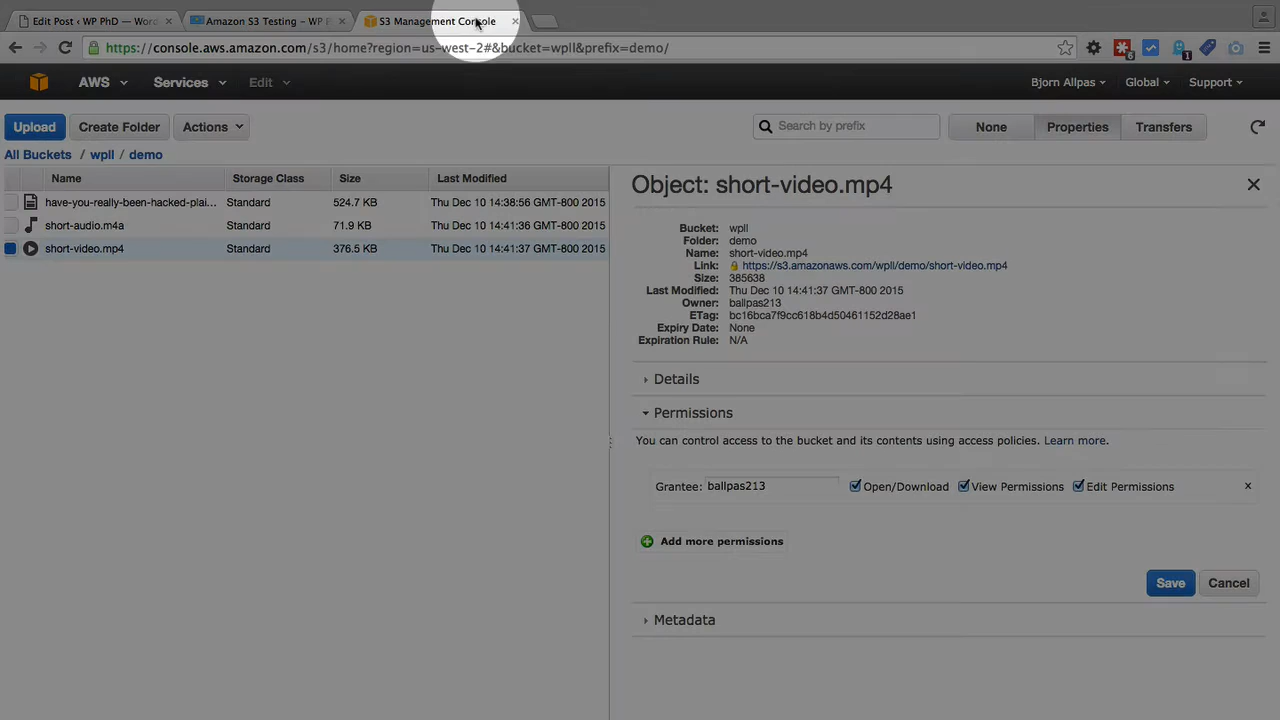 Edit Post ‹ WP PhD — Word
Amazon S3 Testing – WP P
S3 Management Console
https://console.aws.amazon.com/s3/home?region=us-west-2#&bucket=wpll&prefix=demo/
6
1
AWS Services Edit Bjorn Allpas Global Support
Upload Create Folder Actions Search by prefix None Properties Transfers
All Buckets / wpll / demo
Name Storage Class Size Last Modified
have-you-really-been-hacked-plai... Standard 524.7 KB Thu Dec 10 14:38:56 GMT-800 2015
short-audio.m4a Standard 71.9 KB Thu Dec 10 14:41:36 GMT-800 2015
short-video.mp4 Standard 376.5 KB Thu Dec 10 14:41:37 GMT-800 2015
Object: short-video.mp4
Bucket: wpll
Folder: demo
Name: short-video.mp4
Link: https://s3.amazonaws.com/wpll/demo/short-video.mp4
Size: 385638
Last Modified: Thu Dec 10 14:41:37 GMT-800 2015
Owner: ballpas213
ETag: bc16bca7f9cc618b4d50461152d28ae1
Expiry Date: None
Expiration Rule: N/A
Details
Permissions
You can control access to the bucket and its contents using access policies. Learn more.
Grantee: ballpas213 Open/Download View Permissions Edit Permissions x
Add more permissions
Save Cancel
Metadata